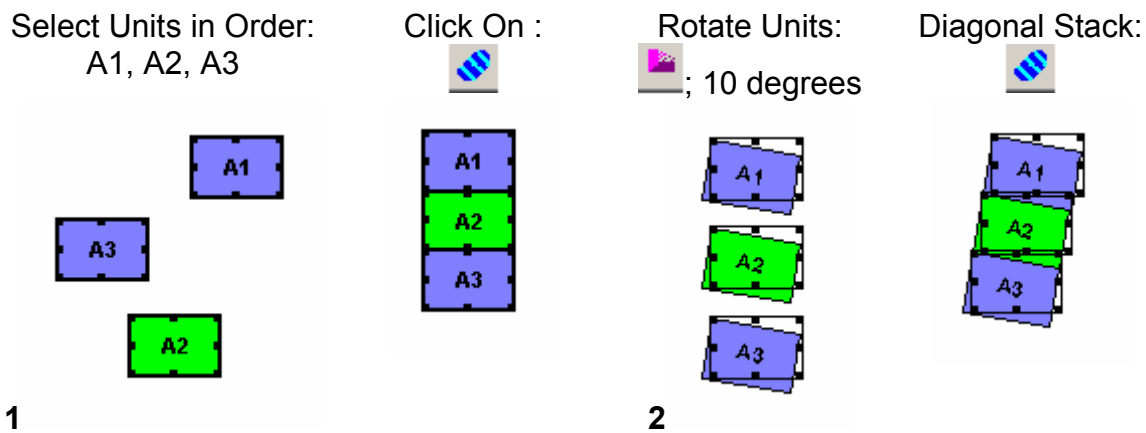 Select Units in Order:
A1, A2, A3
Click On :
Rotate Units:
; 10 degrees
Diagonal Stack:
A1
A3
A2
A1
A2
A3
A1
A2
A3
A1
A2
A3
1
2